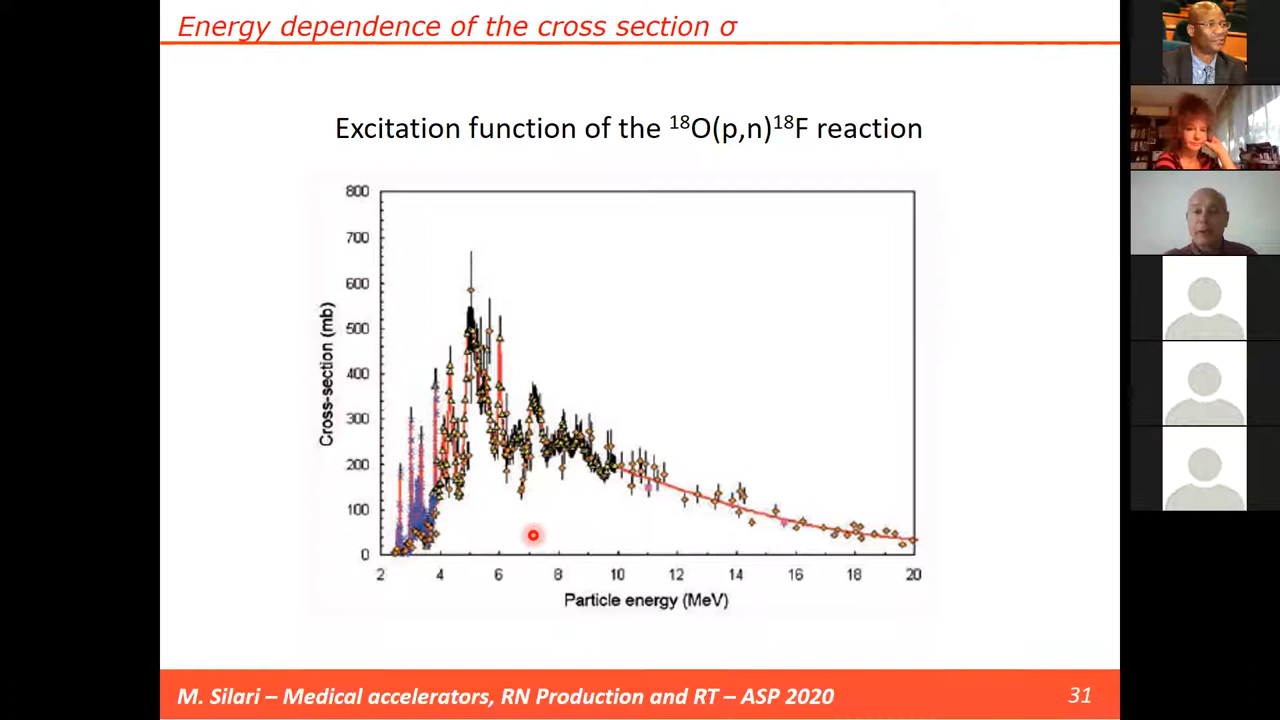 Energy dependence of the cross section σ
Excitation function of the ¹⁸O(p,n)¹⁸F reaction
800
700
600
500
400
300
200
100
0
Cross-section (mb)
2 4 6 8 10 12 14 16 18 20
Particle energy (MeV)
M. Silari – Medical accelerators, RN Production and RT – ASP 2020
31